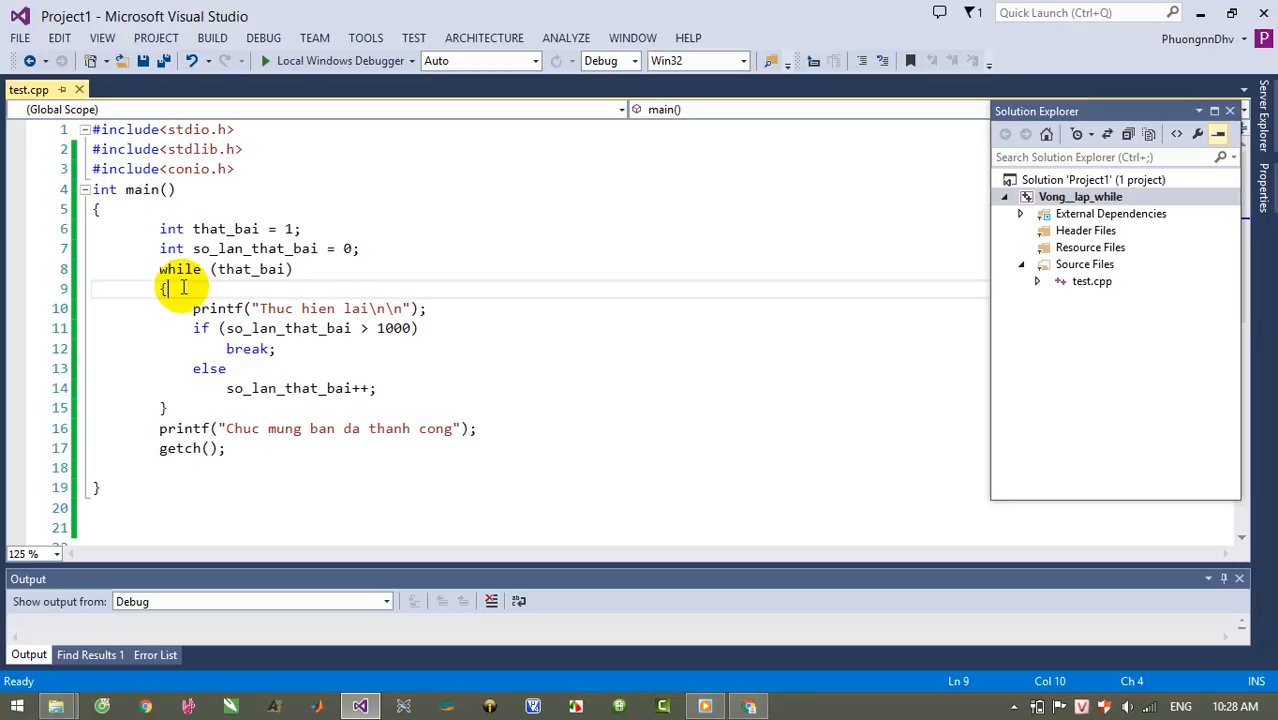 Project1 - Microsoft Visual Studio
1
Quick Launch (Ctrl+Q)
FILE EDIT VIEW PROJECT BUILD DEBUG TEAM TOOLS TEST ARCHITECTURE ANALYZE WINDOW HELP
PhuongnnDhv P
Local Windows Debugger Auto Debug Win32
test.cpp
(Global Scope) main()
1 #include<stdio.h>
2 #include<stdlib.h>
3 #include<conio.h>
4 int main()
5 {
6 int that_bai = 1;
7 int so_lan_that_bai = 0;
8 while (that_bai)
9 {
10 printf("Thuc hien lai\n\n");
11 if (so_lan_that_bai > 1000)
12 break;
13 else
14 so_lan_that_bai++;
15 }
16 printf("Chuc mung ban da thanh cong");
17 getch();
18
19 }
20
21
Solution Explorer
Search Solution Explorer (Ctrl+;)
Solution 'Project1' (1 project)
Vong__lap_while
External Dependencies
Header Files
Resource Files
Source Files
test.cpp
Server Explorer
Properties
125 %
Output
Show output from: Debug
Output Find Results 1 Error List
Ready Ln 9 Col 10 Ch 4 INS
ENG 10:28 AM